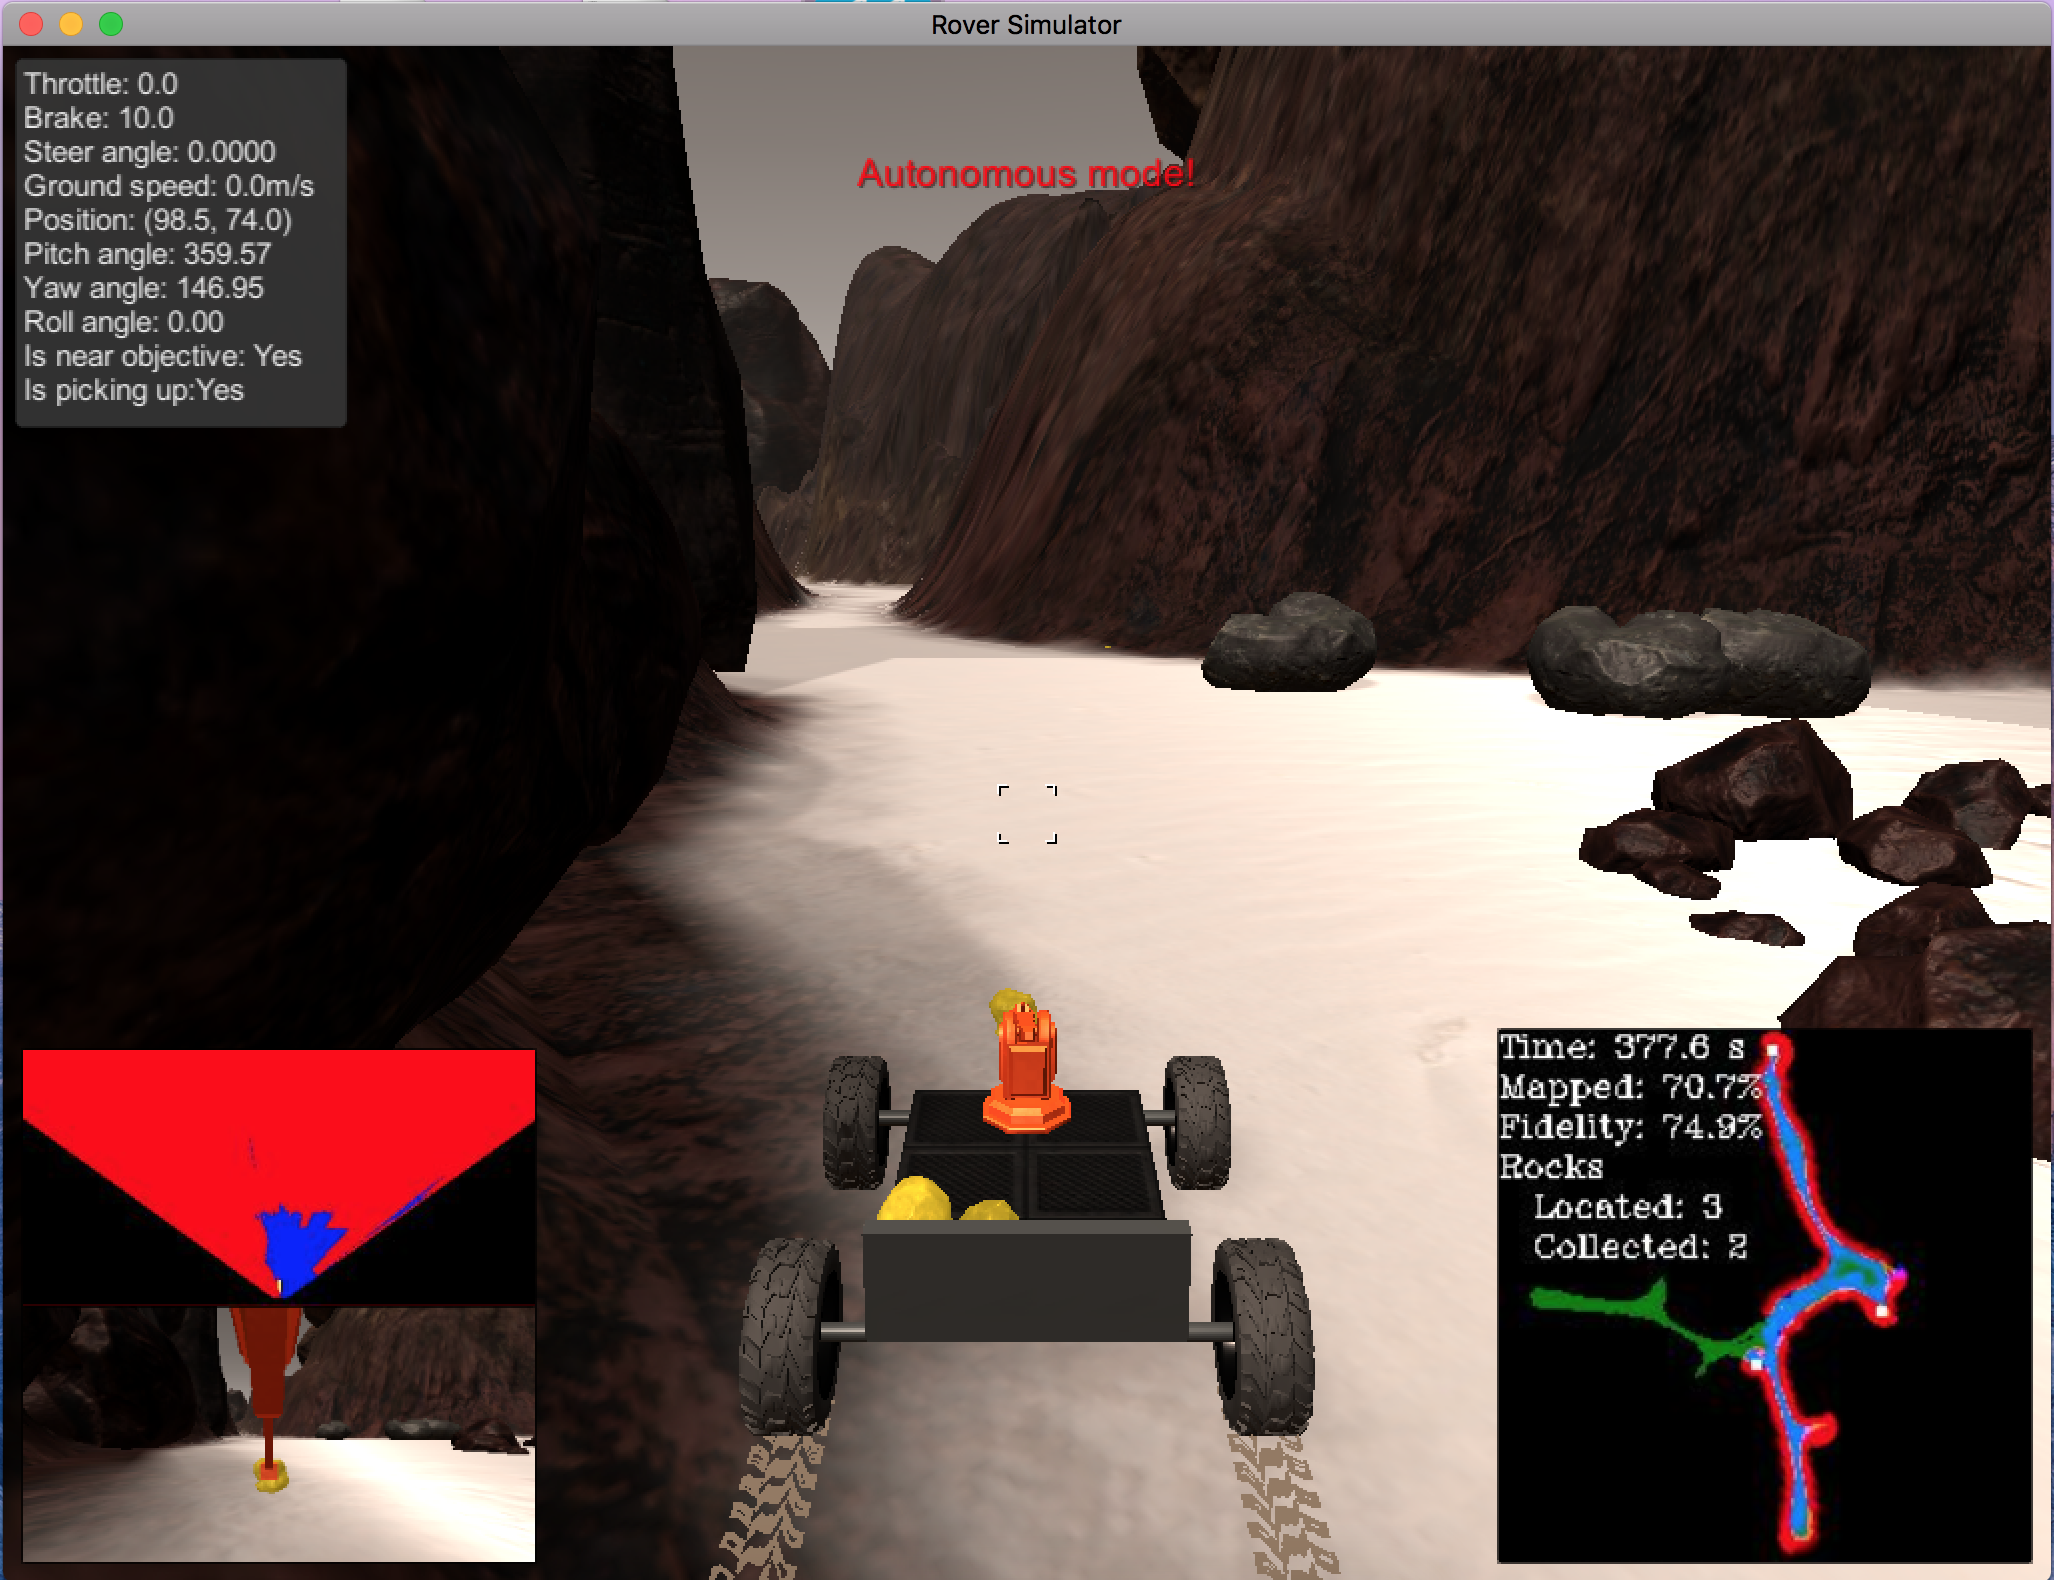 Rover Simulator
Throttle: 0.0
Brake: 10.0
Steer angle: 0.0000
Ground speed: 0.0m/s
Position: (98.5, 74.0)
Pitch angle: 359.57
Yaw angle: 146.95
Roll angle: 0.00
Is near objective: Yes
Is picking up:Yes
Autonomous mode!
Time: 377.6 s
Mapped: 70.7%
Fidelity: 74.9%
Rocks
Located: 3
Collected: 2